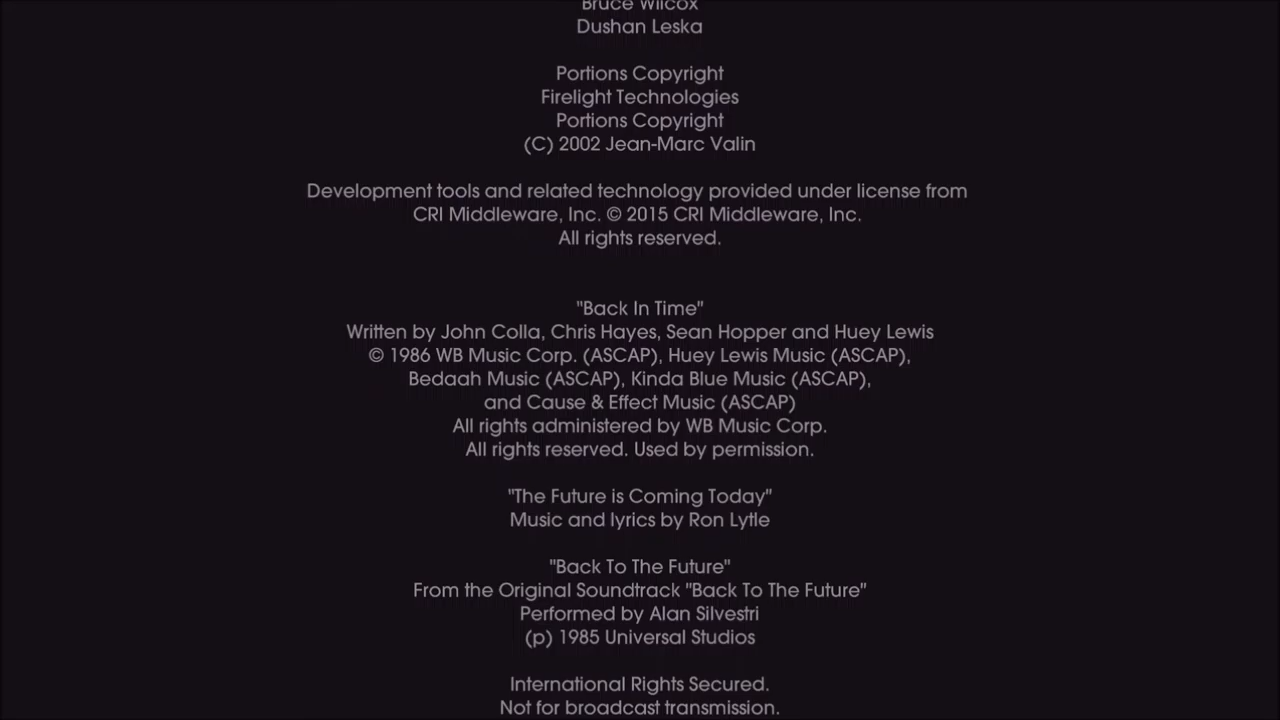 Bruce Wilcox
Dushan Leska
Portions Copyright
Firelight Technologies
Portions Copyright
(C) 2002 Jean-Marc Valin
Development tools and related technology provided under license from
CRI Middleware, Inc. © 2015 CRI Middleware, Inc.
All rights reserved.
"Back In Time"
Written by John Colla, Chris Hayes, Sean Hopper and Huey Lewis
© 1986 WB Music Corp. (ASCAP), Huey Lewis Music (ASCAP),
Bedaah Music (ASCAP), Kinda Blue Music (ASCAP),
and Cause & Effect Music (ASCAP)
All rights administered by WB Music Corp.
All rights reserved. Used by permission.
"The Future is Coming Today"
Music and lyrics by Ron Lytle
"Back To The Future"
From the Original Soundtrack "Back To The Future"
Performed by Alan Silvestri
(p) 1985 Universal Studios
International Rights Secured.
Not for broadcast transmission.